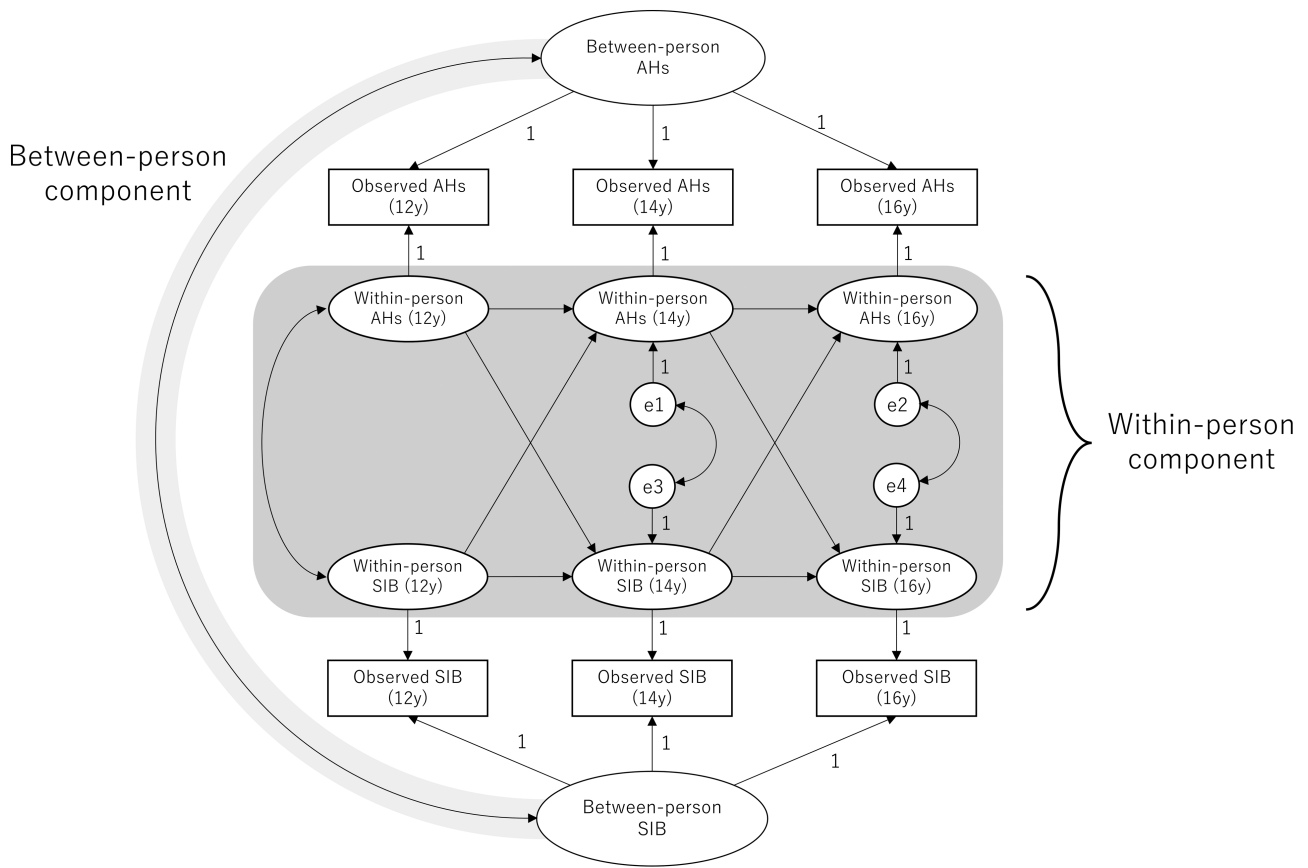 Between-person
AHs
1
1
1
Between-person
component
Observed AHs
(12y)
Observed AHs
(14y)
Observed AHs
(16y)
1
1
1
Within-person
AHs (12y)
Within-person
AHs (14y)
Within-person
AHs (16y)
1
1
e1
e2
Within-person
component
e3
e4
1
1
Within-person
SIB (12y)
Within-person
SIB (14y)
Within-person
SIB (16y)
1
1
1
Observed SIB
(12y)
Observed SIB
(14y)
Observed SIB
(16y)
1
1
1
Between-person
SIB